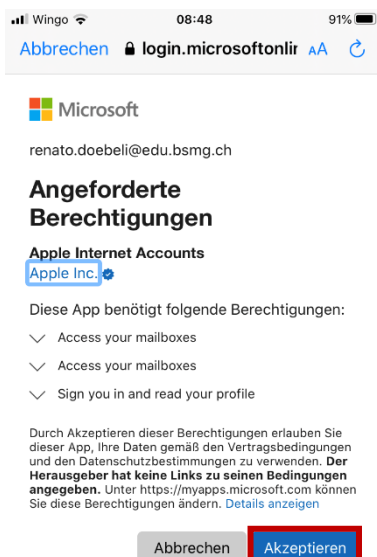 Wingo 08:48 91%
Abbrechen login.microsoftonlin AA
Microsoft
renato.doebeli@edu.bsmg.ch
Angeforderte
Berechtigungen
Apple Internet Accounts
Apple Inc.
Diese App benötigt folgende Berechtigungen:
Access your mailboxes
Access your mailboxes
Sign you in and read your profile
Durch Akzeptieren dieser Berechtigungen erlauben Sie
dieser App, Ihre Daten gemäß den Vertragsbedingungen
und den Datenschutzbestimmungen zu verwenden. Der
Herausgeber hat keine Links zu seinen Bedingungen
angegeben. Unter https://myapps.microsoft.com können
Sie diese Berechtigungen ändern. Details anzeigen
Abbrechen Akzeptieren